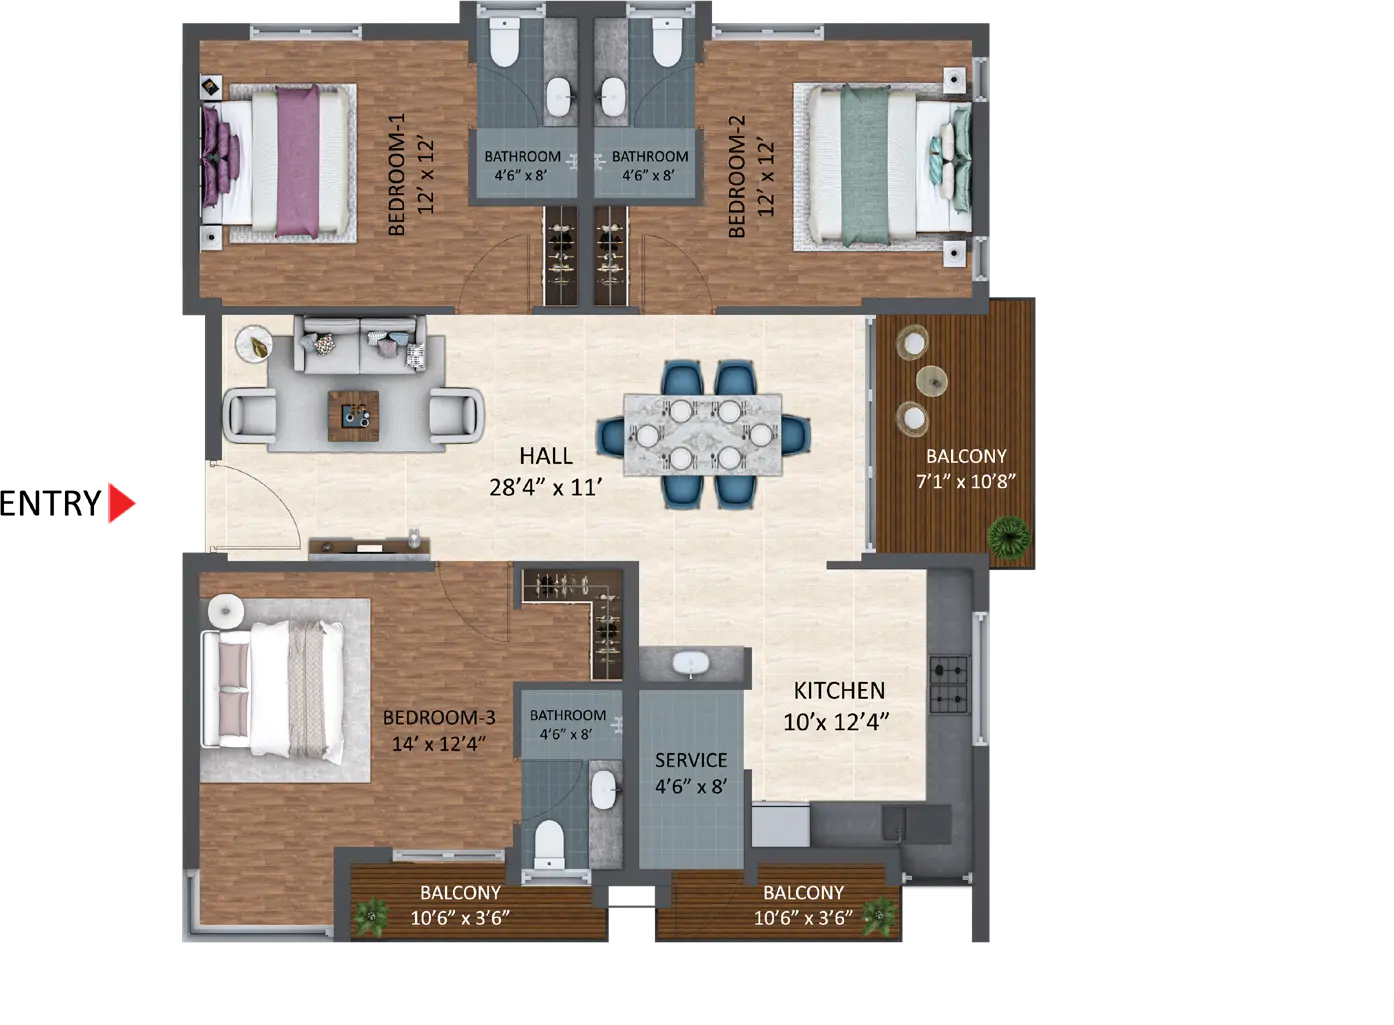 BEDROOM-1
12’ x 12’
BATHROOM
4’6” x 8’
BATHROOM
4’6” x 8’
BEDROOM-2
12’ x 12’
HALL
28’4” x 11’
BALCONY
7’1” x 10’8”
ENTRY
BEDROOM-3
14’ x 12’4”
BATHROOM
4’6” x 8’
SERVICE
4’6” x 8’
KITCHEN
10’x 12’4”
BALCONY
10’6” x 3’6”
BALCONY
10’6” x 3’6”